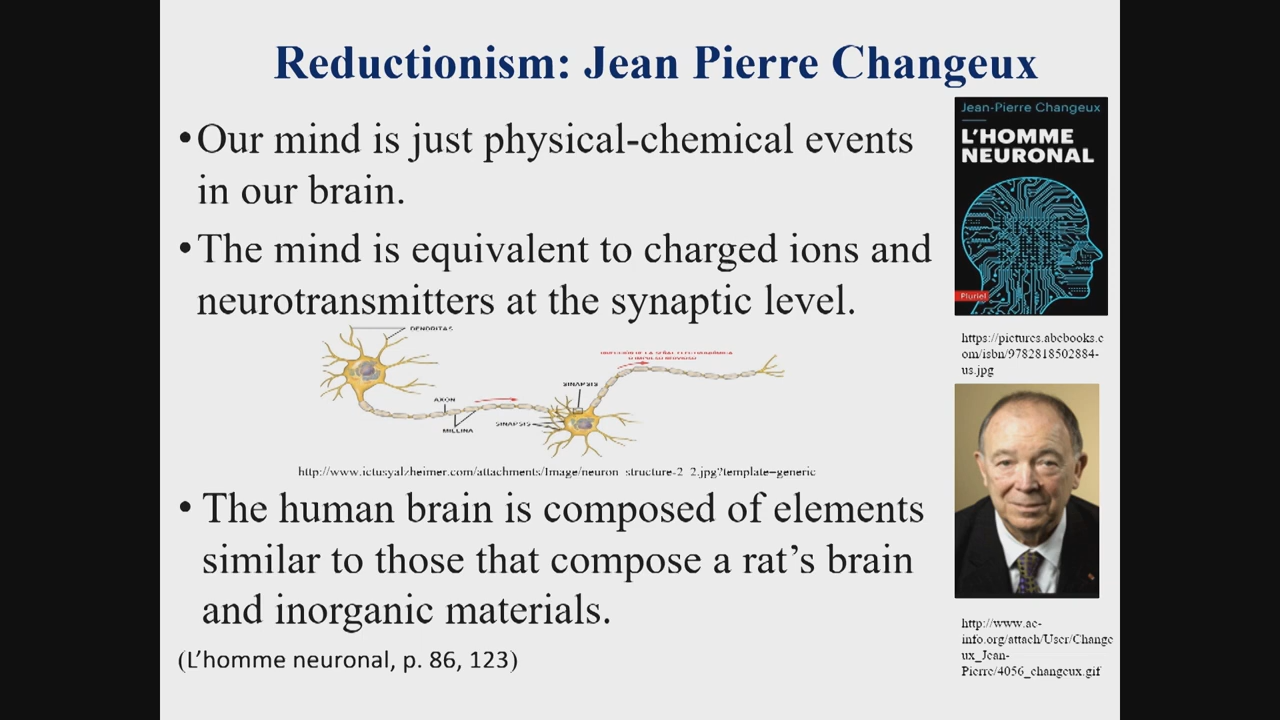 Reductionism: Jean Pierre Changeux
•Our mind is just physical-chemical events
in our brain.
•The mind is equivalent to charged ions and
neurotransmitters at the synaptic level.
DENDRITAS
AXÓN
MILLINA
SINAPSIS
SINAPSIS
http://www.ictusyalzheimer.com/attachments/Image/neuron_structure-2_2.jpg?template=generic
• The human brain is composed of elements
similar to those that compose a rat’s brain
and inorganic materials.
(L’homme neuronal, p. 86, 123)
Jean-Pierre Changeux
L’HOMME
NEURONAL
Pluriel
https://pictures.abebooks.c
om/isbn/9782818502884-
us.jpg
http://www.ae-
info.org/attach/User/Change
ux_Jean-
Pierre/4056_changeux.gif